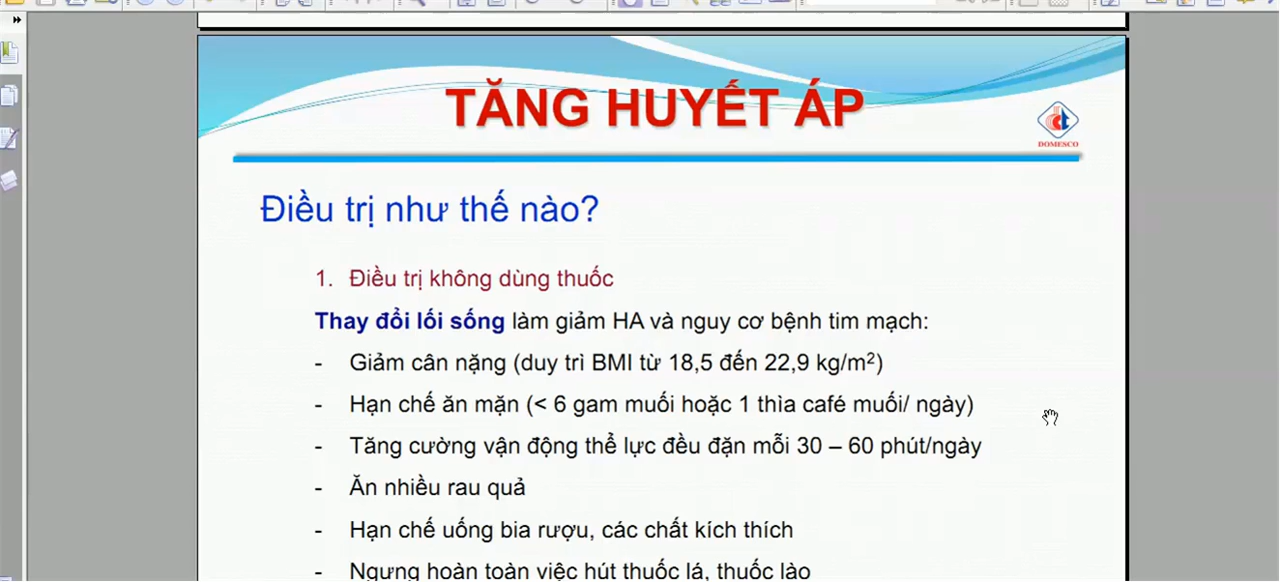 TĂNG HUYẾT ÁP
DOMESCO
Điều trị như thế nào?
1. Điều trị không dùng thuốc
Thay đổi lối sống làm giảm HA và nguy cơ bệnh tim mạch:
- Giảm cân nặng (duy trì BMI từ 18,5 đến 22,9 kg/m²)
- Hạn chế ăn mặn (< 6 gam muối hoặc 1 thìa café muối/ ngày)
- Tăng cường vận động thể lực đều đặn mỗi 30 – 60 phút/ngày
- Ăn nhiều rau quả
- Hạn chế uống bia rượu, các chất kích thích
- Ngưng hoàn toàn việc hút thuốc lá, thuốc lào